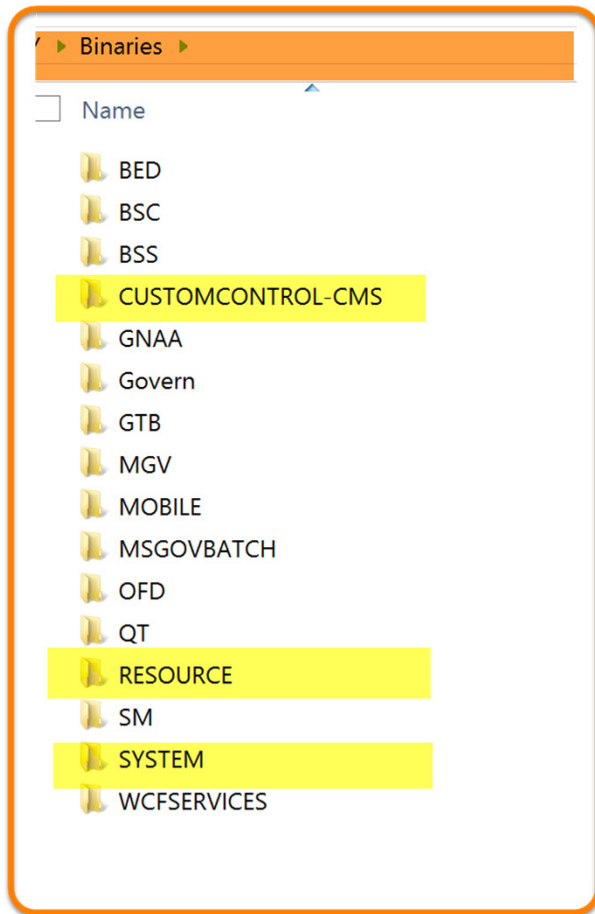 Binaries
Name
BED
BSC
BSS
CUSTOMCONTROL-CMS
GNAA
Govern
GTB
MGV
MOBILE
MSGOVBATCH
OFD
QT
RESOURCE
SM
SYSTEM
WCFSERVICES